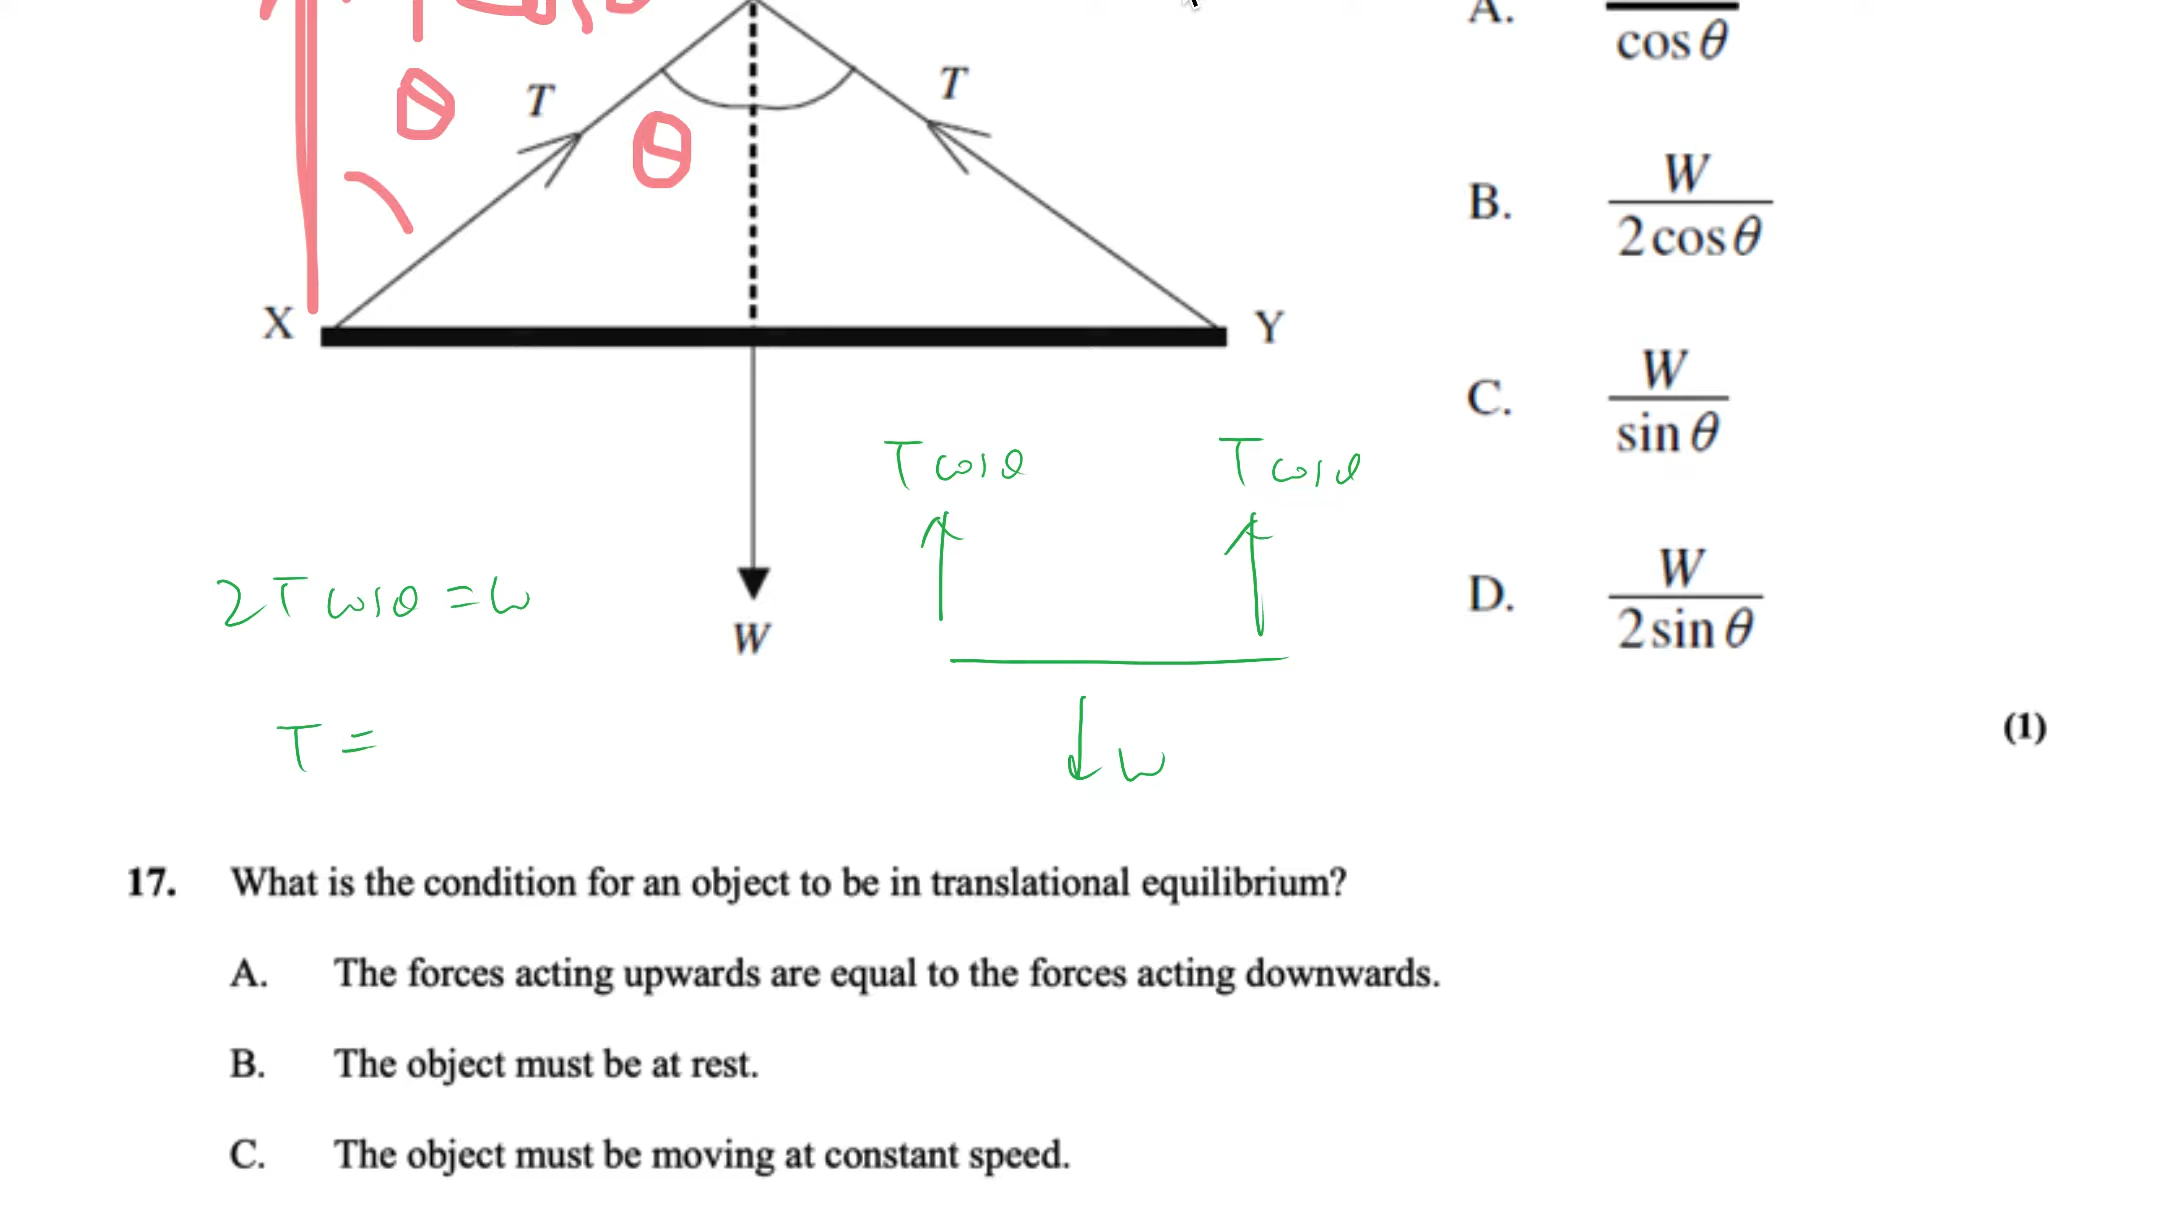 A.
cos θ
T
T
θ
θ
B.
W
2 cos θ
X
Y
C.
W
sin θ
T cos θ
T cos θ
2T cos θ = W
W
D.
W
2 sin θ
T =
W
(1)
17. What is the condition for an object to be in translational equilibrium?
A. The forces acting upwards are equal to the forces acting downwards.
B. The object must be at rest.
C. The object must be moving at constant speed.